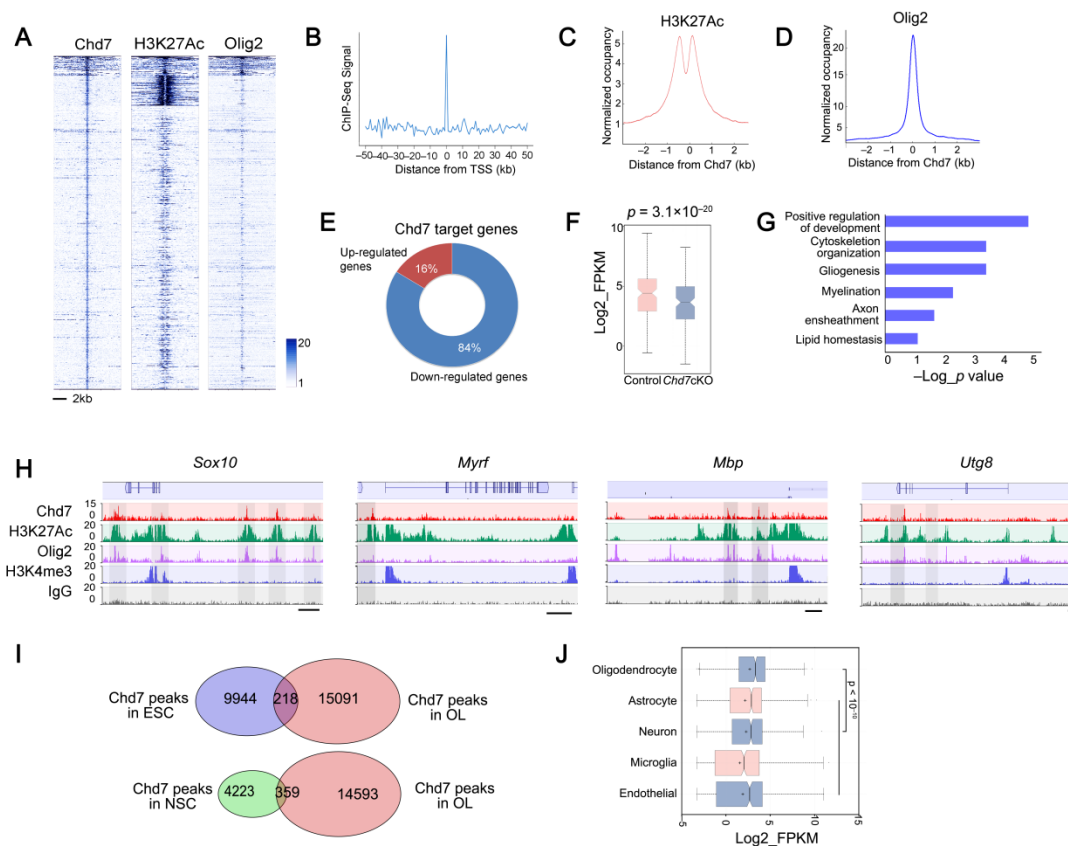 A
Chd7 H3K27Ac Olig2
20
1
2kb
B
ChIP-Seq Signal
–50 –40 –30 –20 –10 0 10 20 30 40 50
Distance from TSS (kb)
C
H3K27Ac
Normalized occupancy
5
4
3
2
1
–2 –1 0 1 2
Distance from Chd7 (kb)
D
Olig2
Normalized occupancy
20
15
10
5
–2 –1 0 1 2
Distance from Chd7 (kb)
E
Chd7 target genes
Up-regulated
genes
16%
84%
Down-regulated genes
F
p = 3.1×10–20
Log2_FPKM
10
5
0
Control Chd7cKO
G
Positive regulation
of development
Cytoskeleton
organization
Gliogenesis
Myelination
Axon
ensheathment
Lipid homestasis
0 1 2 3 4 5
–Log_p value
H
Sox10 Myrf Mbp Utg8
Chd7
15
0
H3K27Ac
20
0
Olig2
20
0
H3K4me3
20
0
IgG
20
0
I
Chd7 peaks
in ESC
9944 218 15091
Chd7 peaks
in OL
Chd7 peaks
in NSC
4223 359 14593
Chd7 peaks
in OL
J
Oligodendrocyte
Astrocyte
Neuron
Microglia
Endothelial
p < 10–10
5 0 5 10 15
Log2_FPKM